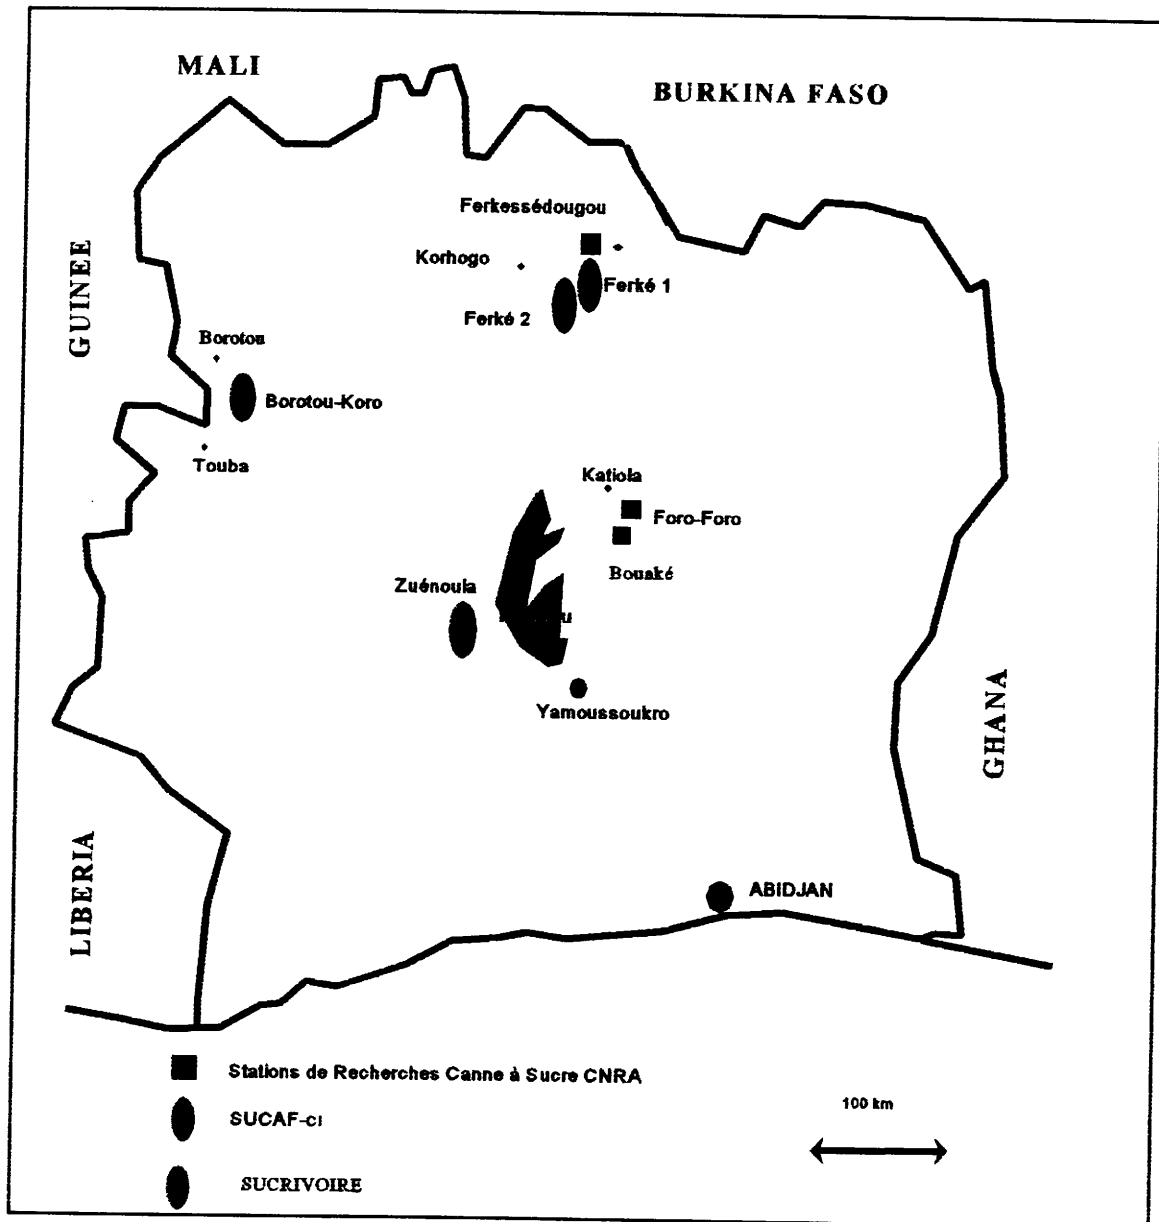 MALI
BURKINA FASO
Ferkessédougou
Korhogo
GUINEE
Ferké 1
Ferké 2
Borotou
Borotou-Koro
Touba
Katiola
Foro-Foro
Bouaké
Zuénoula
Yamoussoukro
GHANA
LIBERIA
ABIDJAN
Stations de Recherches Canne à Sucre CNRA
100 km
SUCAF-ci
SUCRIVOIRE